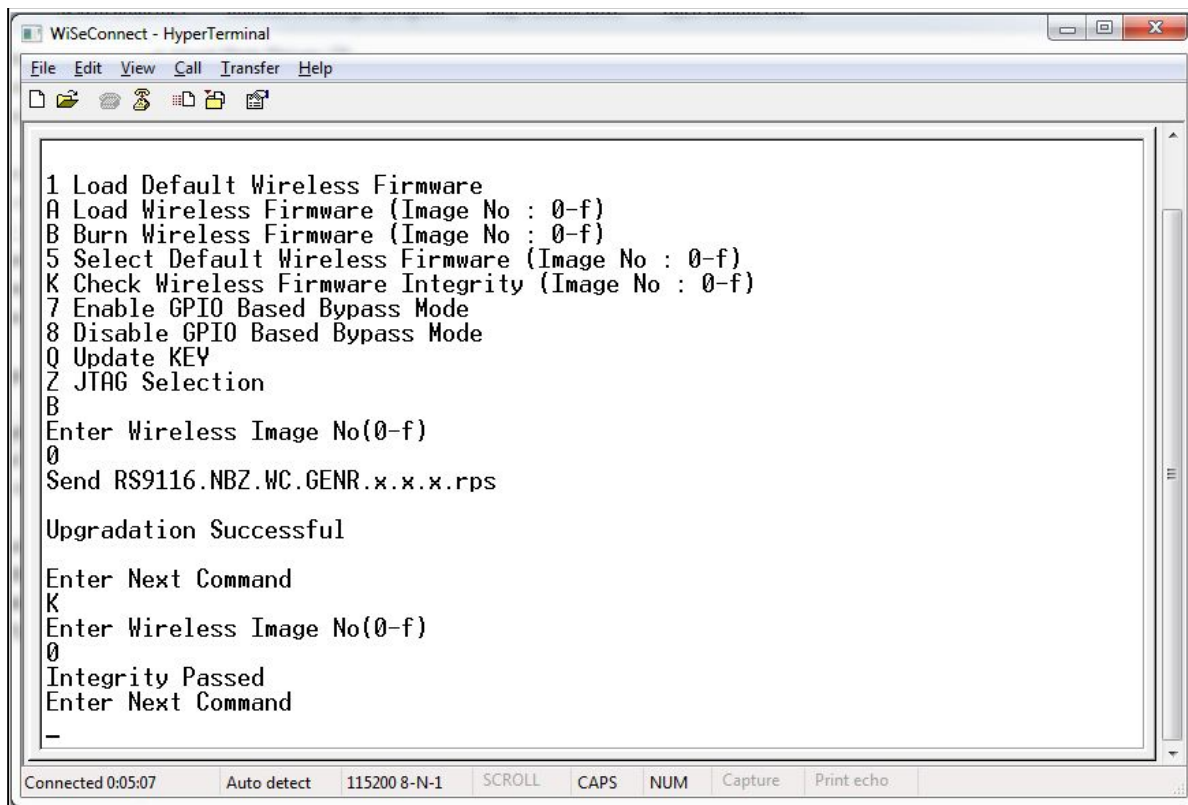 WiSeConnect - HyperTerminal
File Edit View Call Transfer Help
1 Load Default Wireless Firmware
A Load Wireless Firmware (Image No : 0-f)
B Burn Wireless Firmware (Image No : 0-f)
5 Select Default Wireless Firmware (Image No : 0-f)
K Check Wireless Firmware Integrity (Image No : 0-f)
7 Enable GPIO Based Bypass Mode
8 Disable GPIO Based Bypass Mode
Q Update KEY
Z JTAG Selection
B
Enter Wireless Image No(0-f)
0
Send RS9116.NBZ.WC.GENR.x.x.x.rps
Upgradation Successful
Enter Next Command
K
Enter Wireless Image No(0-f)
0
Integrity Passed
Enter Next Command
_
Connected 0:05:07 Auto detect 115200 8-N-1 SCROLL CAPS NUM Capture Print echo